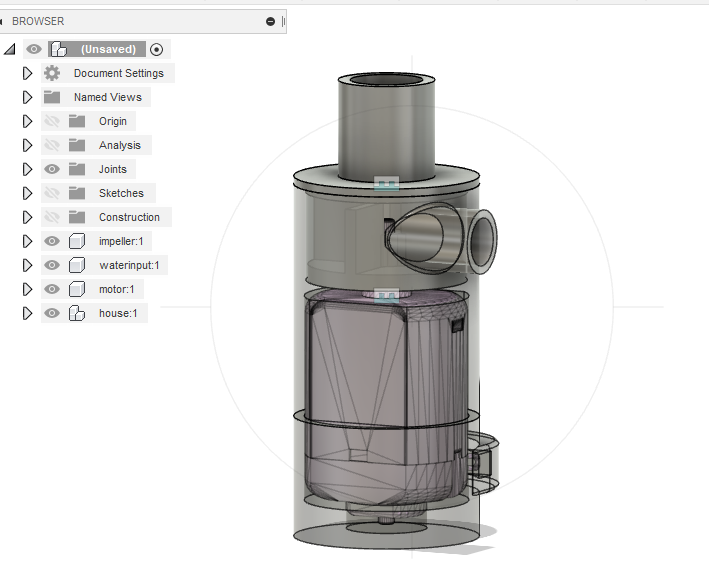 BROWSER
(Unsaved)
Document Settings
Named Views
Origin
Analysis
Joints
Sketches
Construction
impeller:1
waterinput:1
motor:1
house:1